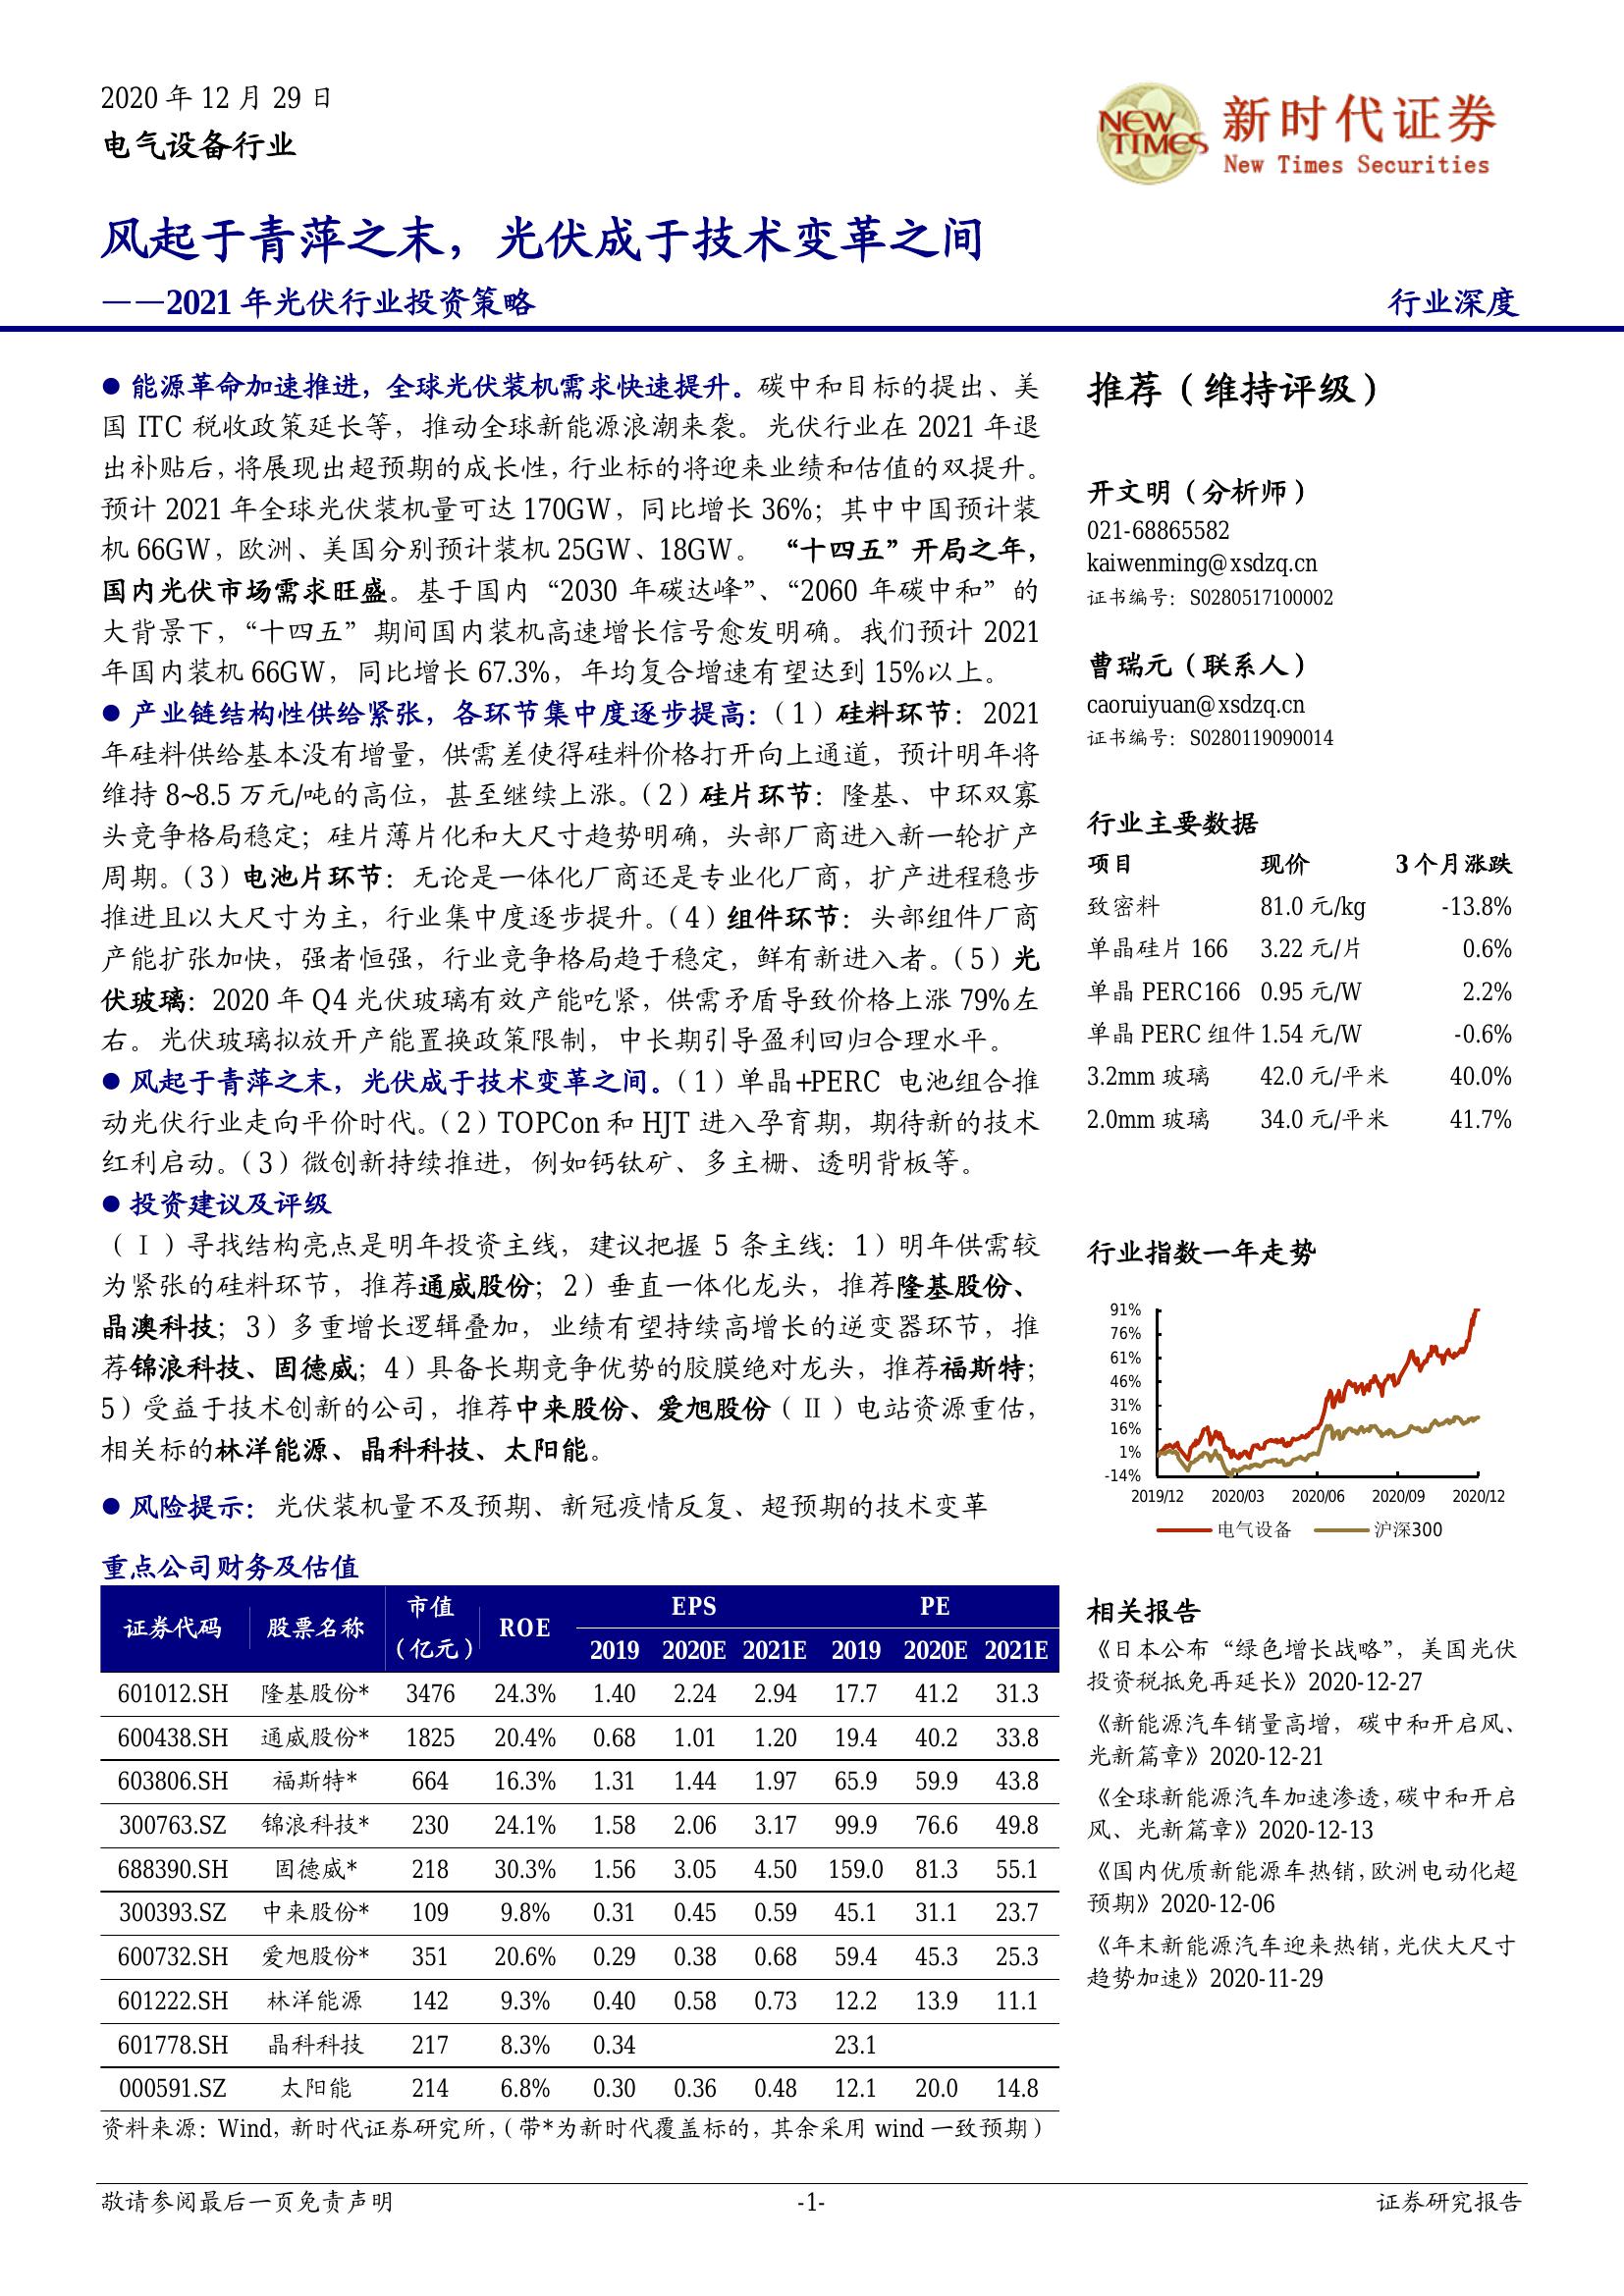 2020 年 12 月 29 日
电气设备行业
NEW TIMES
新时代证券
New Times Securities
风起于青萍之末，光伏成于技术变革之间
——2021 年光伏行业投资策略
行业深度
● 能源革命加速推进，全球光伏装机需求快速提升。碳中和目标的提出、美
国 ITC 税收政策延长等，推动全球新能源浪潮来袭。光伏行业在 2021 年退
出补贴后，将展现出超预期的成长性，行业标的将迎来业绩和估值的双提升。
预计 2021 年全球光伏装机量可达 170GW，同比增长 36%；其中中国预计装
机 66GW，欧洲、美国分别预计装机 25GW、18GW。 “十四五”开局之年，
国内光伏市场需求旺盛。基于国内“2030 年碳达峰”、“2060 年碳中和”的
大背景下，“十四五”期间国内装机高速增长信号愈发明确。我们预计 2021
年国内装机 66GW，同比增长 67.3%，年均复合增速有望达到 15%以上。
● 产业链结构性供给紧张，各环节集中度逐步提高：（1）硅料环节：2021
年硅料供给基本没有增量，供需差使得硅料价格打开向上通道，预计明年将
维持 8~8.5 万元/吨的高位，甚至继续上涨。（2）硅片环节：隆基、中环双寡
头竞争格局稳定；硅片薄片化和大尺寸趋势明确，头部厂商进入新一轮扩产
周期。（3）电池片环节：无论是一体化厂商还是专业化厂商，扩产进程稳步
推进且以大尺寸为主，行业集中度逐步提升。（4）组件环节：头部组件厂商
产能扩张加快，强者恒强，行业竞争格局趋于稳定，鲜有新进入者。（5）光
伏玻璃：2020 年 Q4 光伏玻璃有效产能吃紧，供需矛盾导致价格上涨 79%左
右。光伏玻璃拟放开产能置换政策限制，中长期引导盈利回归合理水平。
● 风起于青萍之末，光伏成于技术变革之间。（1）单晶+PERC 电池组合推
动光伏行业走向平价时代。（2）TOPCon 和 HJT 进入孕育期，期待新的技术
红利启动。（3）微创新持续推进，例如钙钛矿、多主栅、透明背板等。
● 投资建议及评级
（Ⅰ）寻找结构亮点是明年投资主线，建议把握 5 条主线：1）明年供需较
为紧张的硅料环节，推荐通威股份；2）垂直一体化龙头，推荐隆基股份、
晶澳科技；3）多重增长逻辑叠加，业绩有望持续高增长的逆变器环节，推
荐锦浪科技、固德威；4）具备长期竞争优势的胶膜绝对龙头，推荐福斯特；
5）受益于技术创新的公司，推荐中来股份、爱旭股份（Ⅱ）电站资源重估，
相关标的林洋能源、晶科科技、太阳能。
● 风险提示：光伏装机量不及预期、新冠疫情反复、超预期的技术变革
重点公司财务及估值
证券代码 股票名称 市值（亿元） ROE EPS PE
2019 2020E 2021E 2019 2020E 2021E
601012.SH 隆基股份* 3476 24.3% 1.40 2.24 2.94 17.7 41.2 31.3
600438.SH 通威股份* 1825 20.4% 0.68 1.01 1.20 19.4 40.2 33.8
603806.SH 福斯特* 664 16.3% 1.31 1.44 1.97 65.9 59.9 43.8
300763.SZ 锦浪科技* 230 24.1% 1.58 2.06 3.17 99.9 76.6 49.8
688390.SH 固德威* 218 30.3% 1.56 3.05 4.50 159.0 81.3 55.1
300393.SZ 中来股份* 109 9.8% 0.31 0.45 0.59 45.1 31.1 23.7
600732.SH 爱旭股份* 351 20.6% 0.29 0.38 0.68 59.4 45.3 25.3
601222.SH 林洋能源 142 9.3% 0.40 0.58 0.73 12.2 13.9 11.1
601778.SH 晶科科技 217 8.3% 0.34 23.1
000591.SZ 太阳能 214 6.8% 0.30 0.36 0.48 12.1 20.0 14.8
资料来源：Wind，新时代证券研究所，（带*为新时代覆盖标的，其余采用 wind 一致预期）
推荐（维持评级）
开文明（分析师）
021-68865582
kaiwenming@xsdzq.cn
证书编号：S0280517100002
曹瑞元（联系人）
caoruiyuan@xsdzq.cn
证书编号：S0280119090014
行业主要数据
项目 现价 3 个月涨跌
致密料 81.0 元/kg -13.8%
单晶硅片 166 3.22 元/片 0.6%
单晶 PERC166 0.95 元/W 2.2%
单晶 PERC 组件 1.54 元/W -0.6%
3.2mm 玻璃 42.0 元/平米 40.0%
2.0mm 玻璃 34.0 元/平米 41.7%
行业指数一年走势
91%
76%
61%
46%
31%
16%
1%
-14%
2019/12 2020/03 2020/06 2020/09 2020/12
电气设备 沪深300
相关报告
《日本公布“绿色增长战略”，美国光伏
投资税抵免再延长》2020-12-27
《新能源汽车销量高增，碳中和开启风、
光新篇章》2020-12-21
《全球新能源汽车加速渗透，碳中和开启
风、光新篇章》2020-12-13
《国内优质新能源车热销，欧洲电动化超
预期》2020-12-06
《年末新能源汽车迎来热销，光伏大尺寸
趋势加速》2020-11-29
敬请参阅最后一页免责声明 -1- 证券研究报告